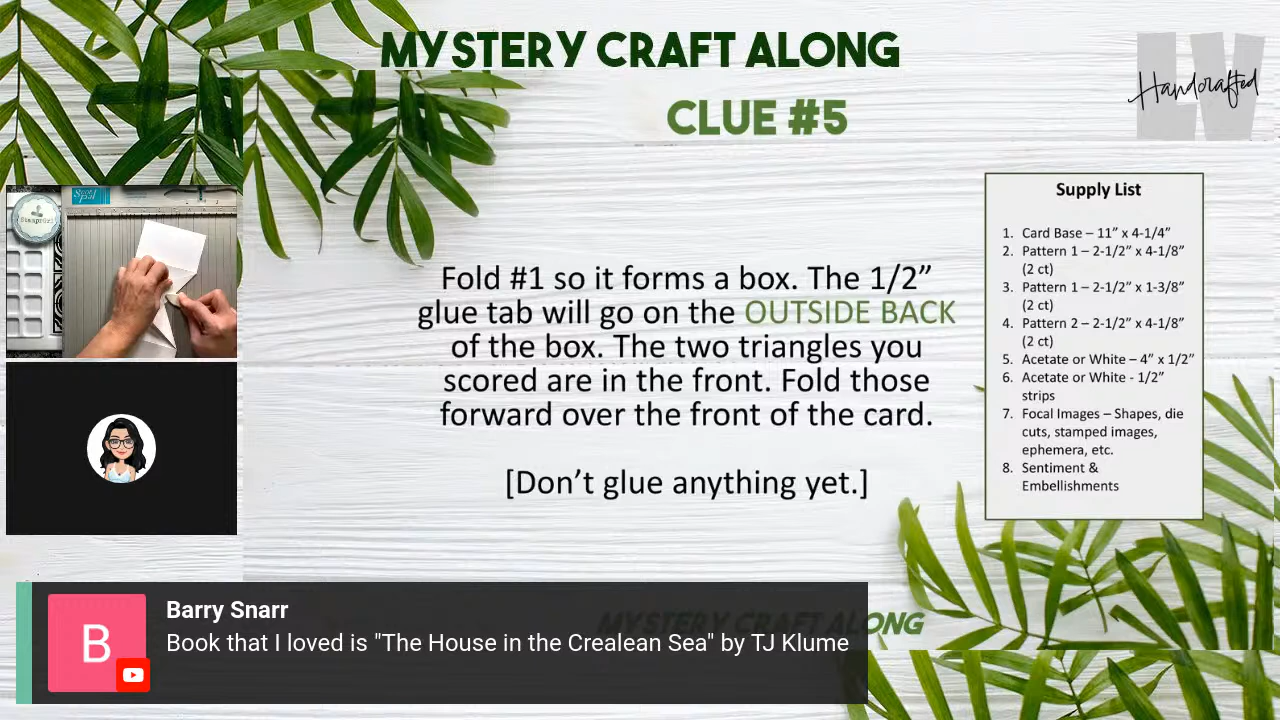 MYSTERY CRAFT ALONG
CLUE #5
Handcrafted
LV
Fold #1 so it forms a box. The 1/2”
glue tab will go on the OUTSIDE BACK
of the box. The two triangles you
scored are in the front. Fold those
forward over the front of the card.
[Don’t glue anything yet.]
Supply List
1. Card Base – 11” x 4-1/4”
2. Pattern 1 – 2-1/2” x 4-1/8”
(2 ct)
3. Pattern 1 – 2-1/2” x 1-3/8”
(2 ct)
4. Pattern 2 – 2-1/2” x 4-1/8”
(2 ct)
5. Acetate or White – 4” x 1/2”
6. Acetate or White - 1/2”
strips
7. Focal Images – Shapes, die
cuts, stamped images,
ephemera, etc.
8. Sentiment &
Embellishments
MYSTERY CRAFT ALONG
B
Barry Snarr
Book that I loved is "The House in the Crealean Sea" by TJ Klume